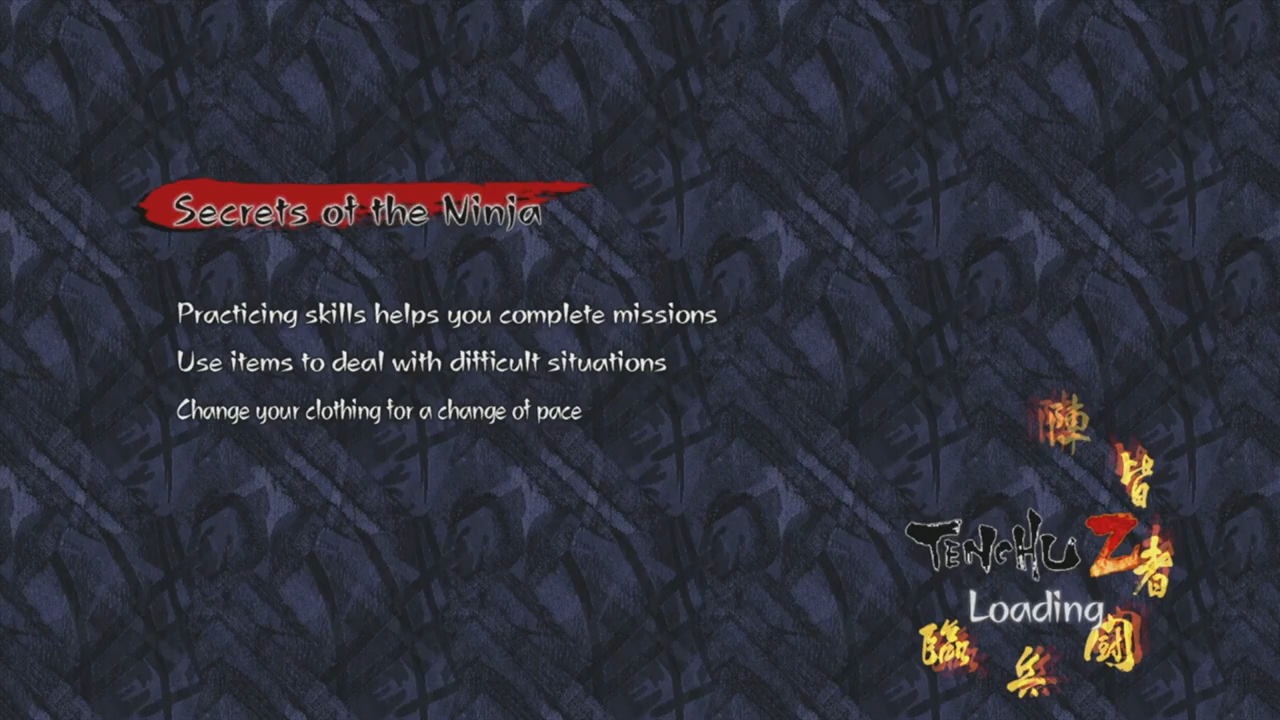 Secrets of the Ninja
Practicing skills helps you complete missions
Use items to deal with difficult situations
Change your clothing for a change of pace
陣
皆
TENCHU Z
者
Loading
臨
闘
兵